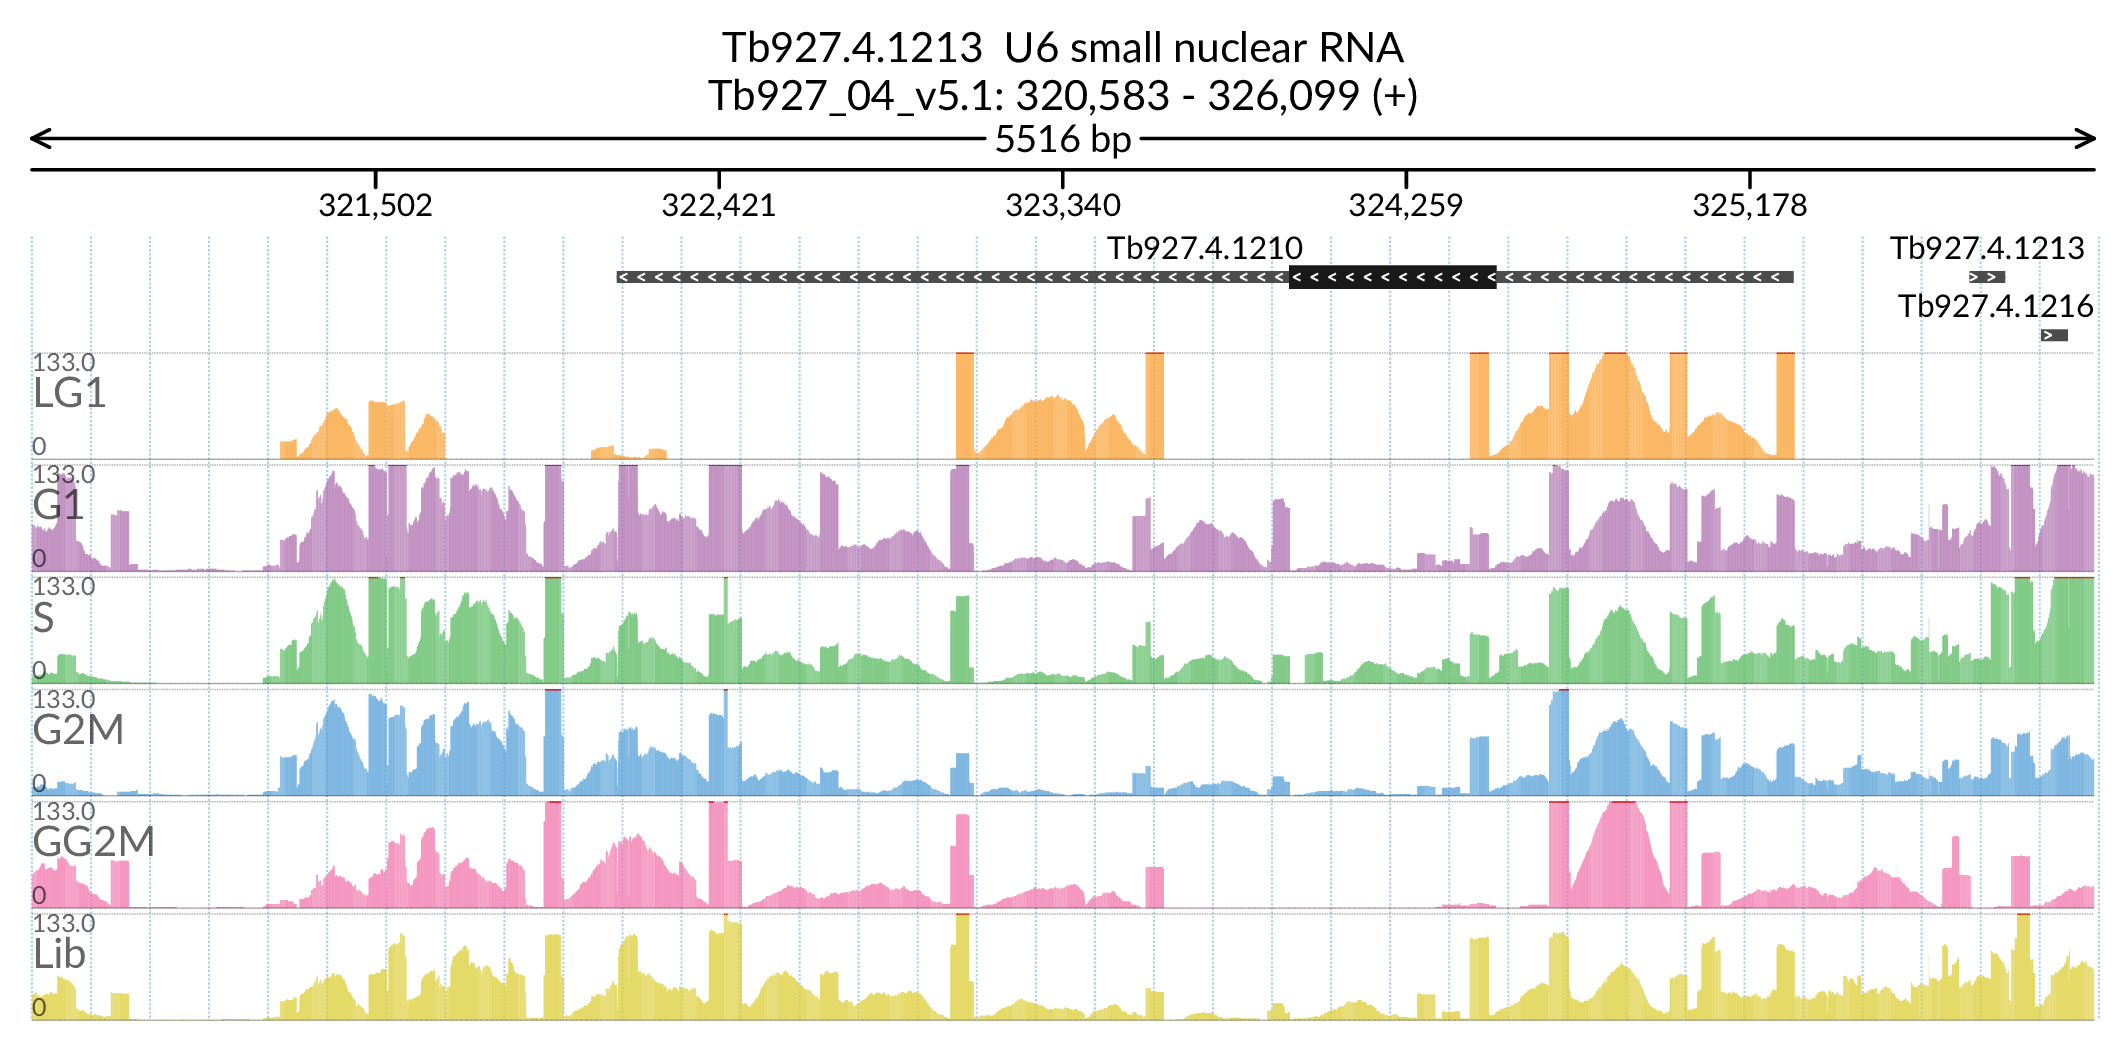 Tb927.4.1213  U6 small nuclear RNA
Tb927_04_v5.1: 320,583 - 326,099 (+)
5516 bp
321,502 322,421 323,340 324,259 325,178
Tb927.4.1210 Tb927.4.1213
Tb927.4.1216
133.0
LG1
0
133.0
G1
0
133.0
S
0
133.0
G2M
0
133.0
GG2M
0
133.0
Lib
0